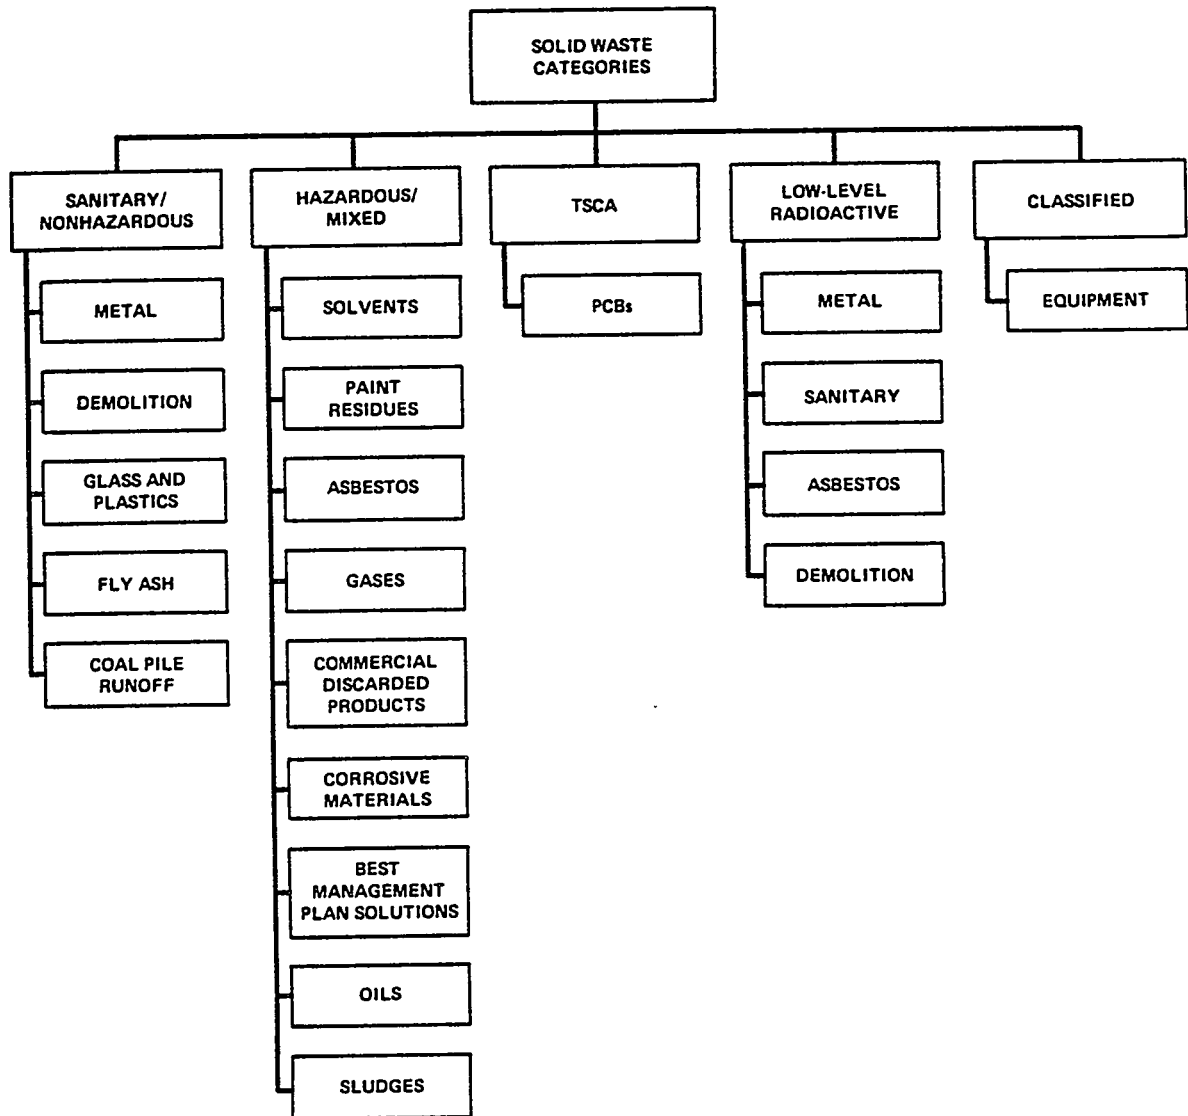 SOLID WASTE
CATEGORIES
SANITARY/
NONHAZARDOUS
HAZARDOUS/
MIXED
TSCA
LOW-LEVEL
RADIOACTIVE
CLASSIFIED
METAL
DEMOLITION
GLASS AND
PLASTICS
FLY ASH
COAL PILE
RUNOFF
SOLVENTS
PAINT
RESIDUES
ASBESTOS
GASES
COMMERCIAL
DISCARDED
PRODUCTS
CORROSIVE
MATERIALS
BEST
MANAGEMENT
PLAN SOLUTIONS
OILS
SLUDGES
PCBs
METAL
SANITARY
ASBESTOS
DEMOLITION
EQUIPMENT